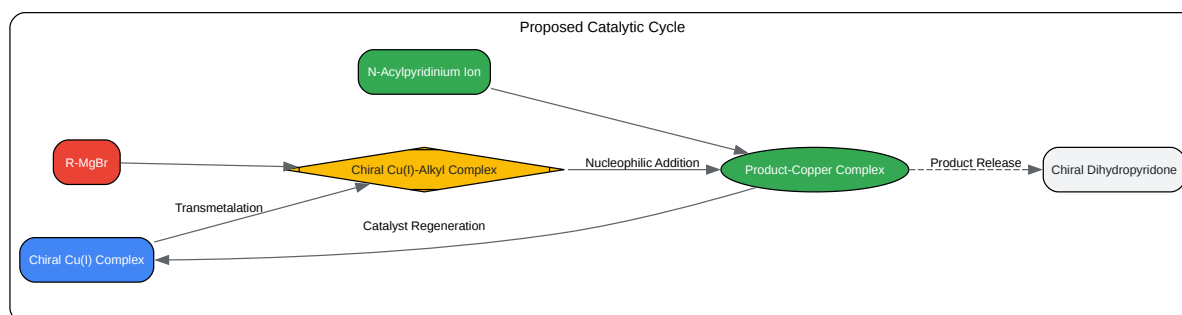 Proposed Catalytic Cycle
N-Acylpyridinium Ion
R-MgBr
Chiral Cu(I)-Alkyl Complex
Nucleophilic Addition
Product-Copper Complex
Product Release
Chiral Dihydropyridone
Transmetalation
Catalyst Regeneration
Chiral Cu(I) Complex